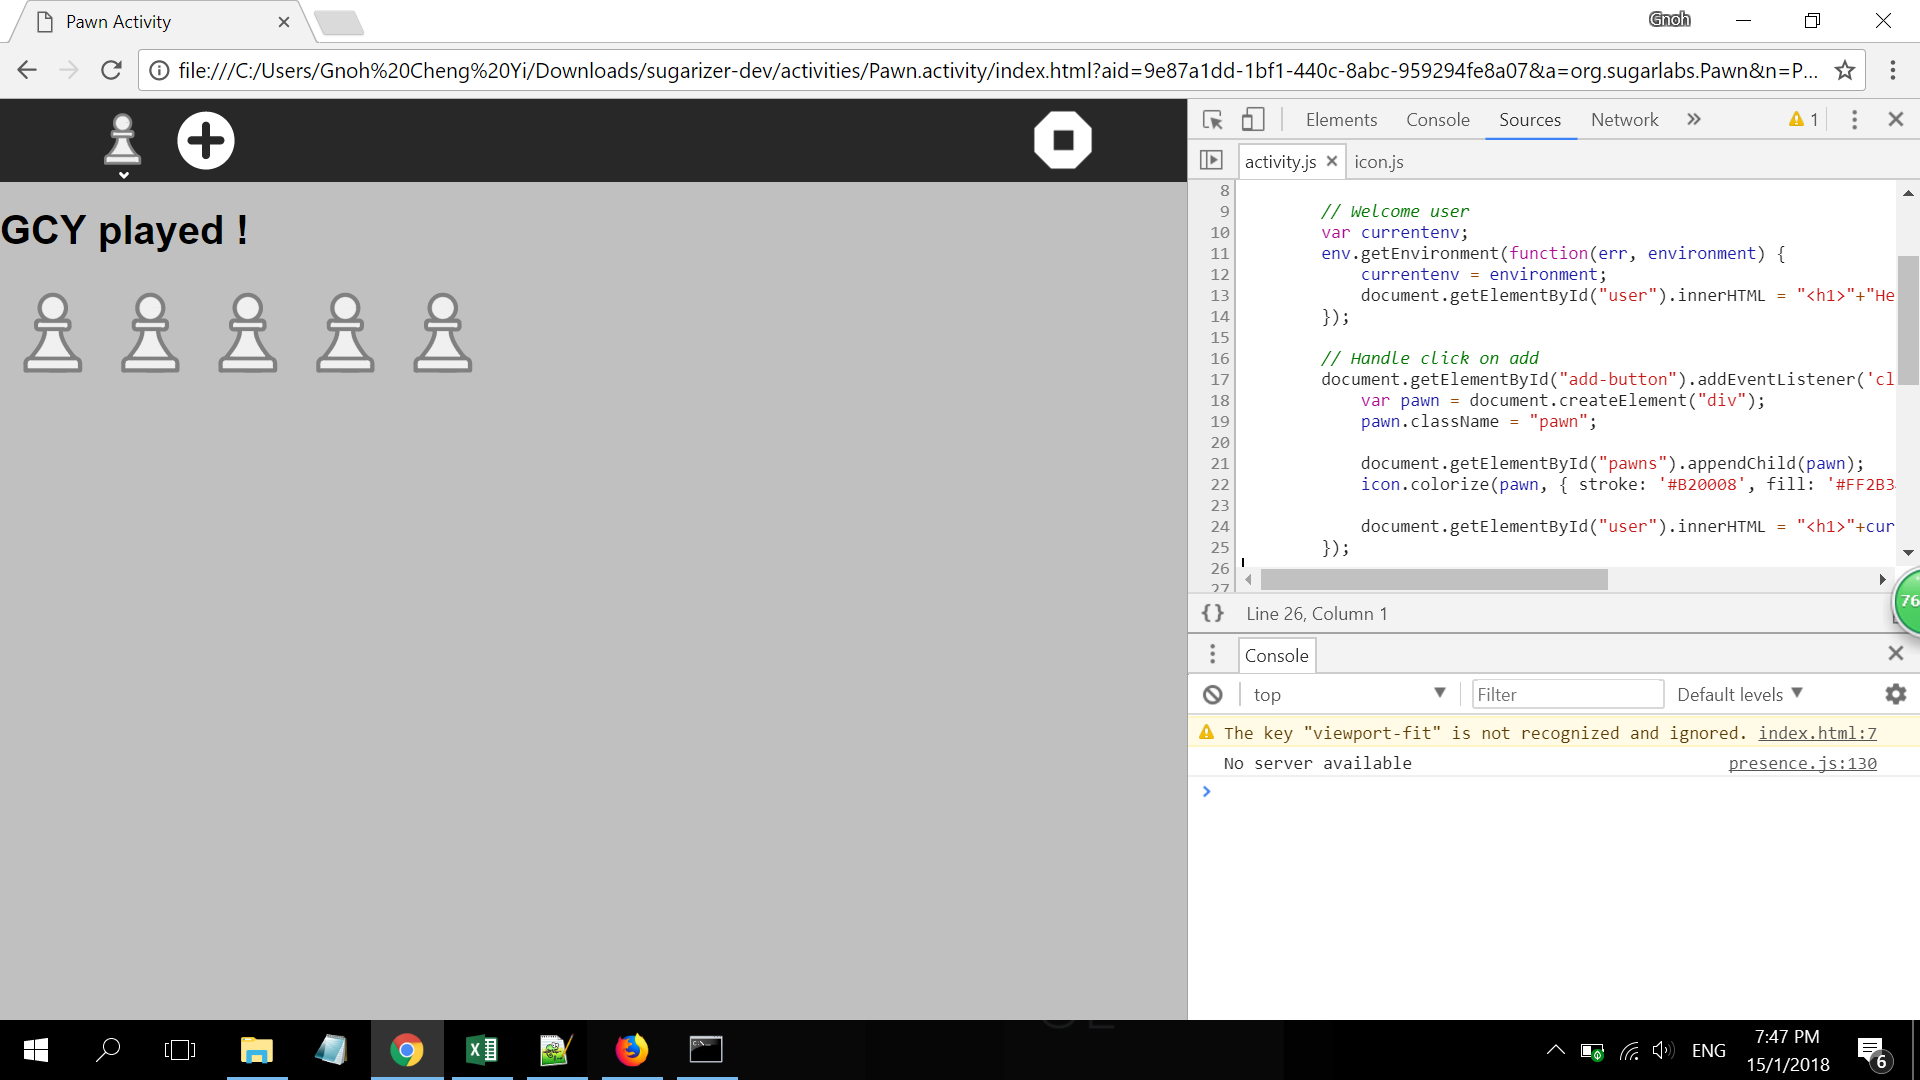 Pawn Activity
Gnoh
file:///C:/Users/Gnoh%20Cheng%20Yi/Downloads/sugarizer-dev/activities/Pawn.activity/index.html?aid=9e87a1dd-1bf1-440c-8abc-959294fe8a07&a=org.sugarlabs.Pawn&n=P...
Elements Console Sources Network » 1
activity.js icon.js
GCY played !
8
9 // Welcome user
10 var currentenv;
11 env.getEnvironment(function(err, environment) {
12 currentenv = environment;
13 document.getElementById("user").innerHTML = "<h1>"+"He
14 });
15
16 // Handle click on add
17 document.getElementById("add-button").addEventListener('cl
18 var pawn = document.createElement("div");
19 pawn.className = "pawn";
20
21 document.getElementById("pawns").appendChild(pawn);
22 icon.colorize(pawn, { stroke: '#B20008', fill: '#FF2B3
23
24 document.getElementById("user").innerHTML = "<h1>"+cur
25 });
26
27
{} Line 26, Column 1
76
Console
top Filter Default levels
The key "viewport-fit" is not recognized and ignored. index.html:7
No server available presence.js:130
ENG
7:47 PM
15/1/2018
6